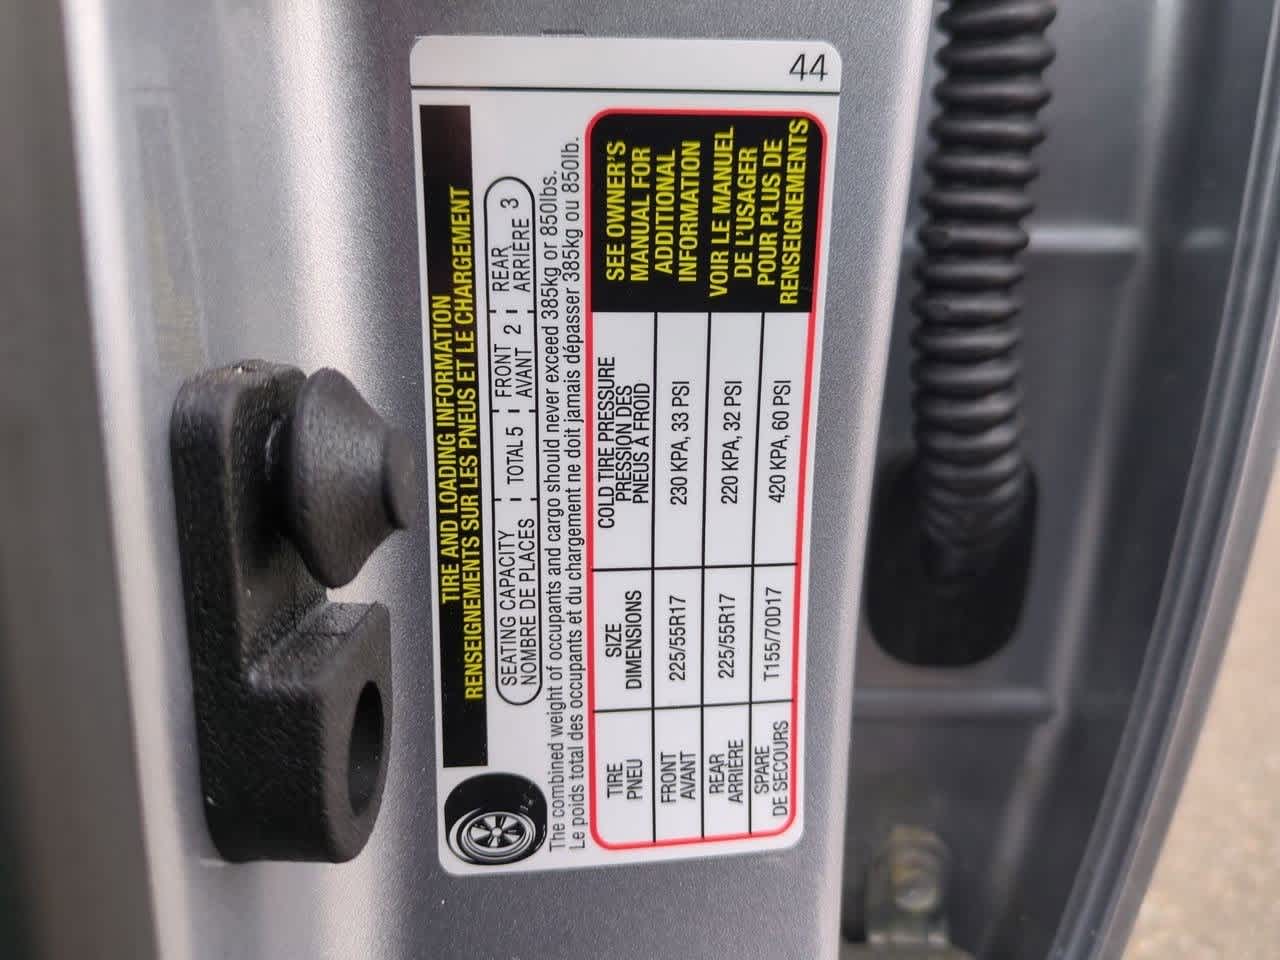 44
TIRE AND LOADING INFORMATION
RENSEIGNEMENTS SUR LES PNEUS ET LE CHARGEMENT
SEATING CAPACITY
NOMBRE DE PLACES
TOTAL 5
FRONT
AVANT 2
REAR
ARRIÈRE 3
The combined weight of occupants and cargo should never exceed 385kg or 850lbs.
Le poids total des occupants et du chargement ne doit jamais dépasser 385kg ou 850lb.
TIRE
PNEU
SIZE
DIMENSIONS
COLD TIRE PRESSURE
PRESSION DES
PNEUS À FROID
FRONT
AVANT
225/55R17
230 KPA, 33 PSI
REAR
ARRIÈRE
225/55R17
220 KPA, 32 PSI
SPARE
DE SECOURS
T155/70D17
420 KPA, 60 PSI
SEE OWNER'S
MANUAL FOR
ADDITIONAL
INFORMATION
VOIR LE MANUEL
DE L'USAGER
POUR PLUS DE
RENSEIGNEMENTS